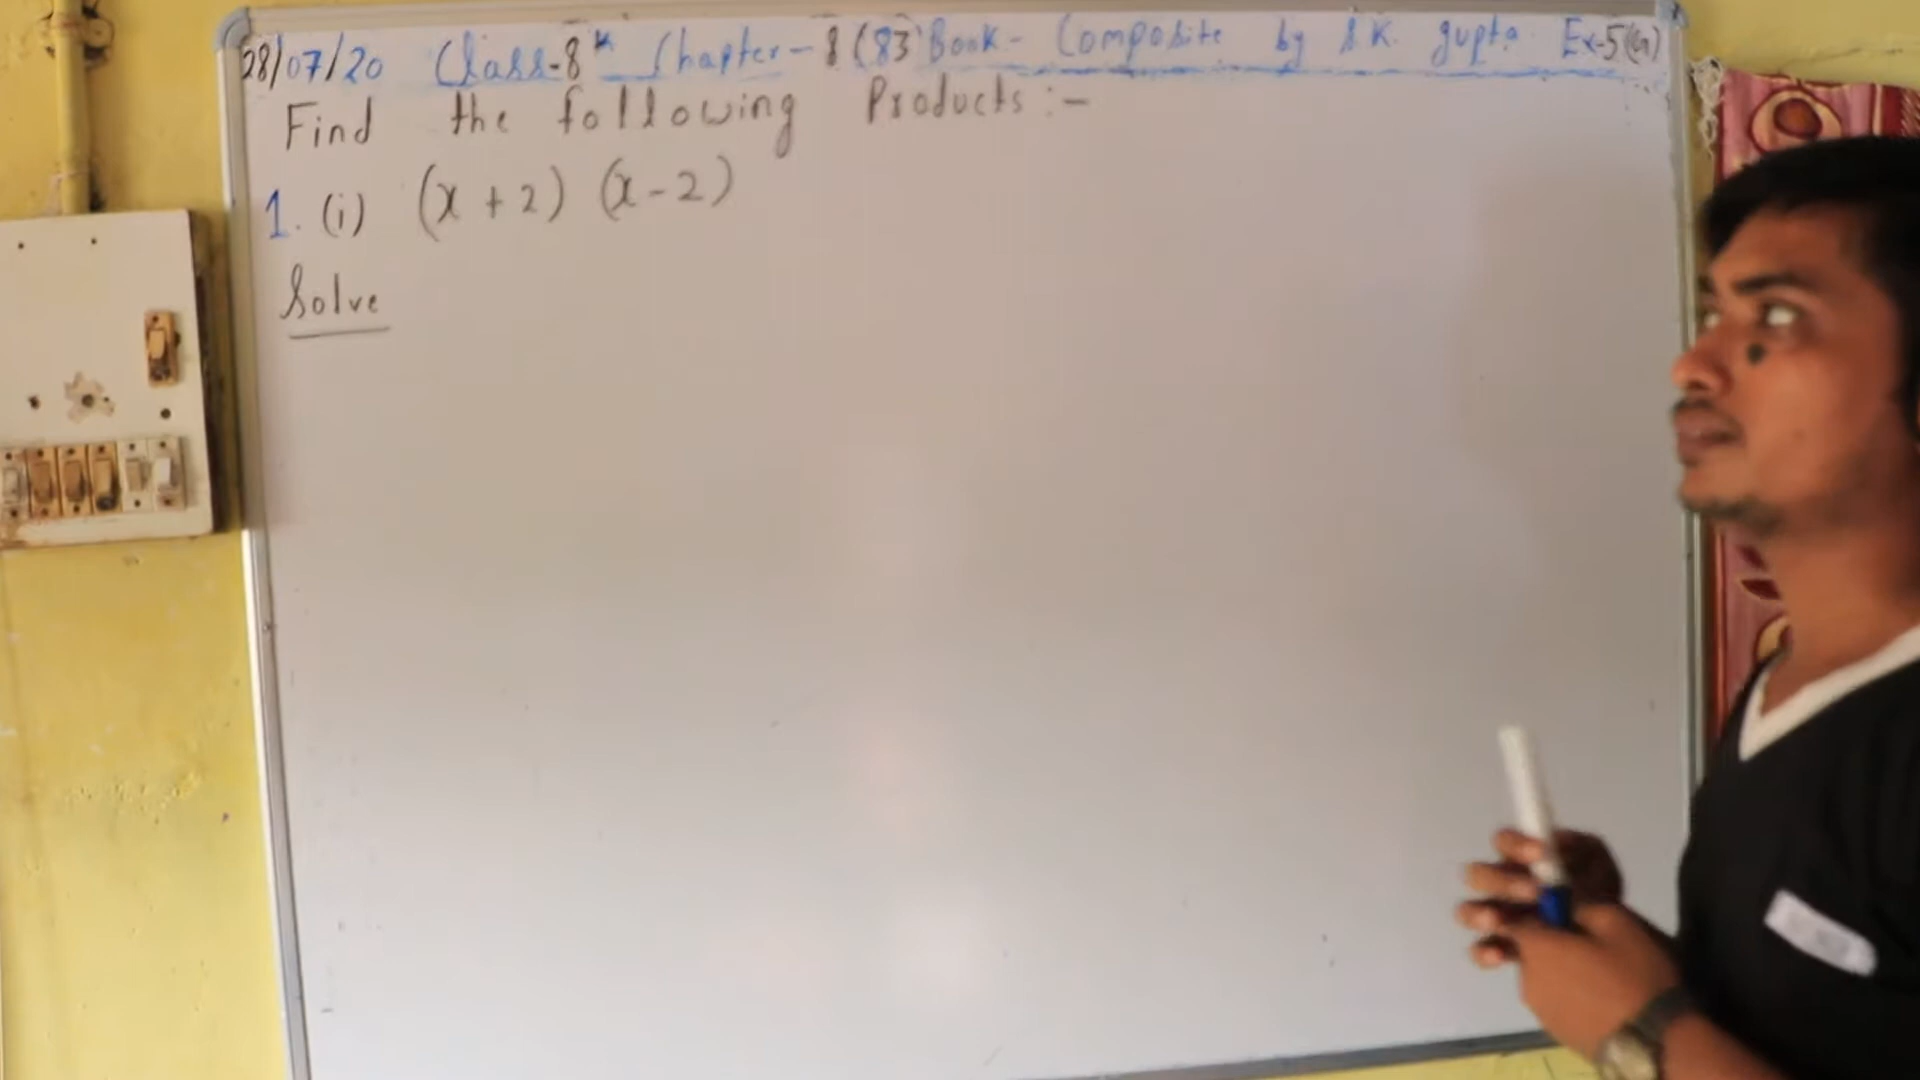 28/07/20 Class-8 Chapter-8 (83) Book- Composite by S.K. gupta Ex-5(G)
Find the following Products:-
1. (i) (x + 2) (x - 2)
Solve